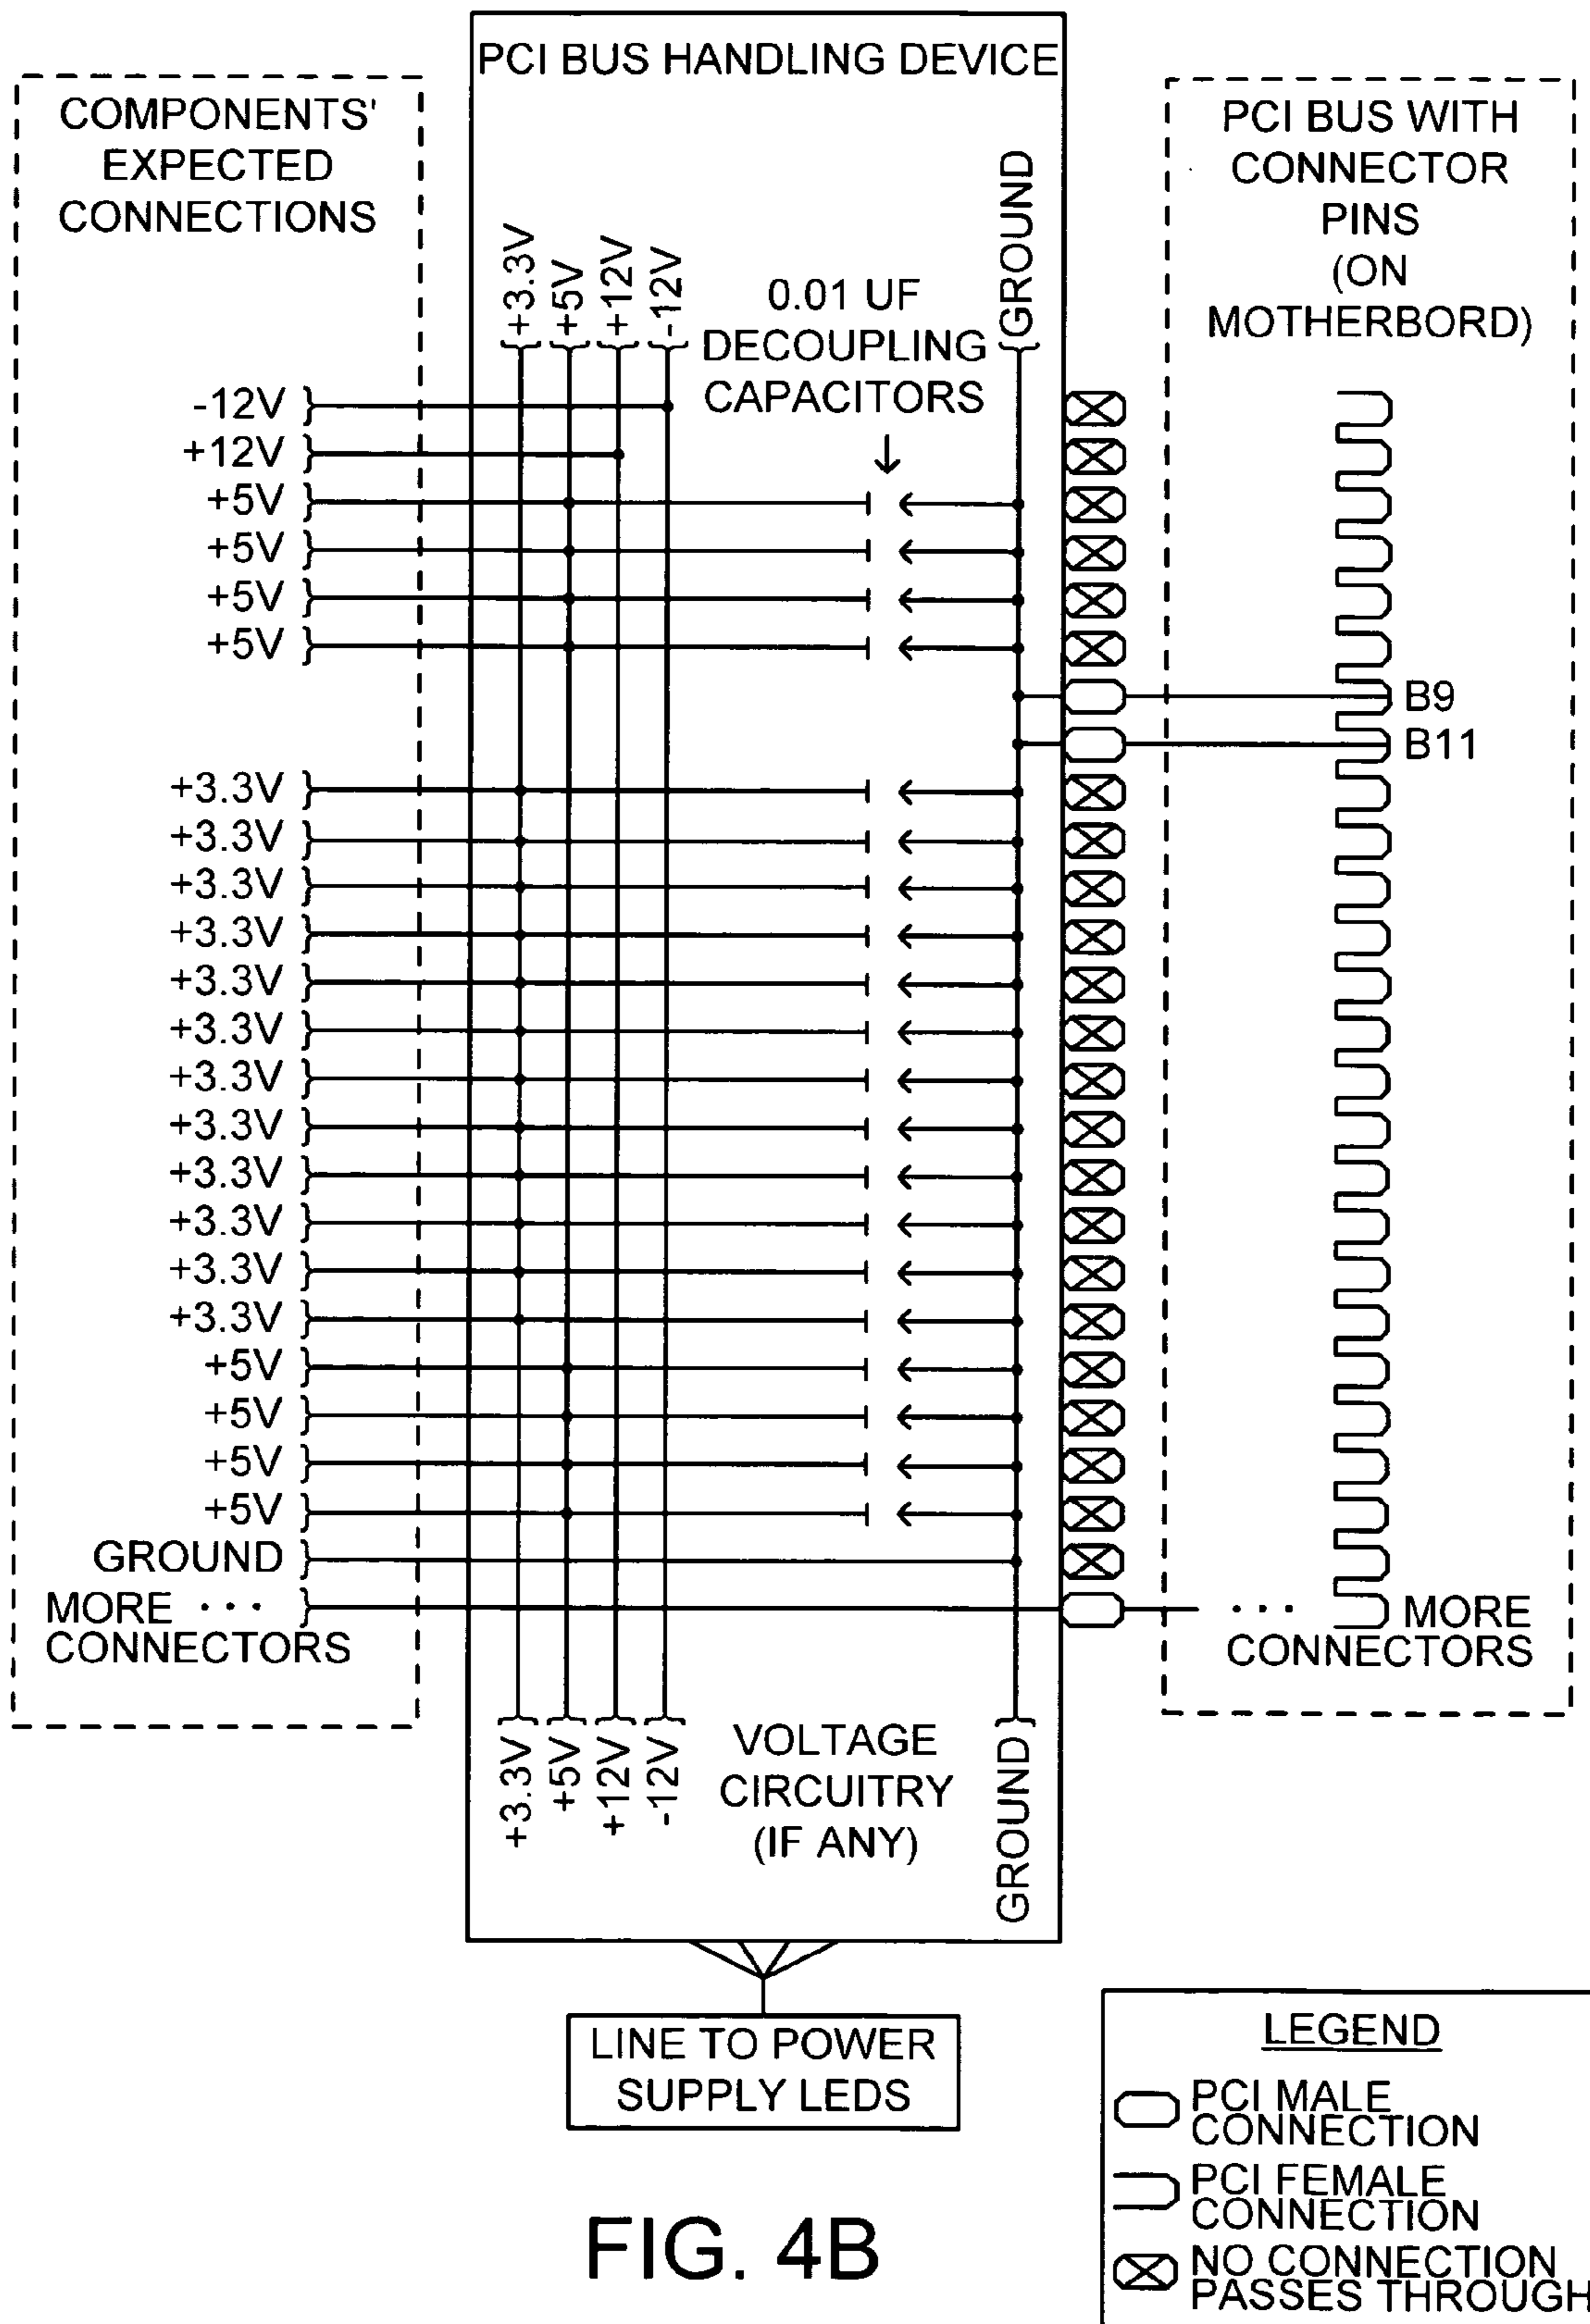 PCI BUS HANDLING DEVICE
COMPONENTS'
EXPECTED
CONNECTIONS
PCI BUS WITH
CONNECTOR
PINS
(ON
MOTHERBORD)
+3.3V
+5V
+12V
-12V
0.01 UF
DECOUPLING
CAPACITORS
GROUND
-12V
+12V
+5V
+5V
+5V
+5V
B9
B11
+3.3V
+3.3V
+3.3V
+3.3V
+3.3V
+3.3V
+3.3V
+3.3V
+3.3V
+3.3V
+3.3V
+3.3V
+5V
+5V
+5V
+5V
GROUND
MORE ···
CONNECTORS
··· MORE
CONNECTORS
+3.3V
+5V
+12V
-12V
VOLTAGE
CIRCUITRY
(IF ANY)
GROUND
LINE TO POWER
SUPPLY LEDS
LEGEND
PCI MALE
CONNECTION
PCI FEMALE
CONNECTION
NO CONNECTION
PASSES THROUGH
FIG. 4B